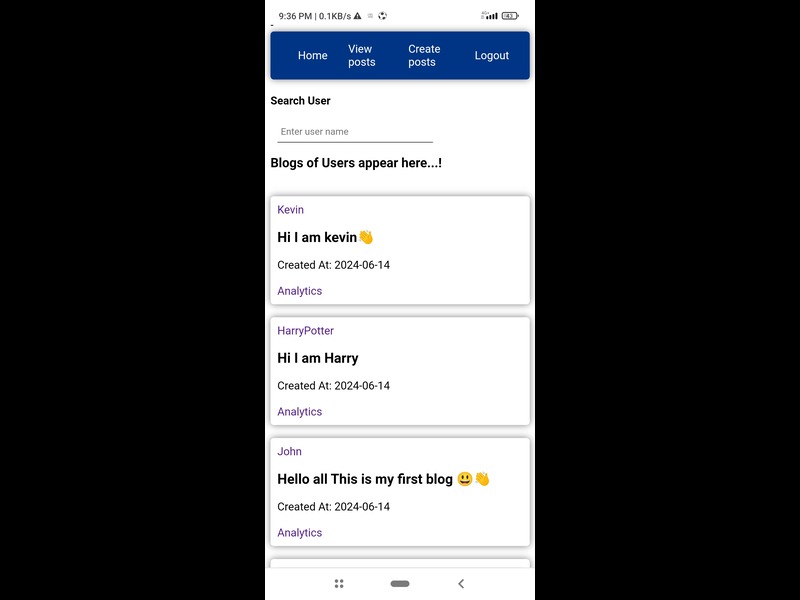 9:36 PM | 0.1KB/s
4G+
43
Home
View posts
Create posts
Logout
Search User
Enter user name
Blogs of Users appear here...!
Kevin
Hi I am kevin👋
Created At: 2024-06-14
Analytics
HarryPotter
Hi I am Harry
Created At: 2024-06-14
Analytics
John
Hello all This is my first blog 😃👋
Created At: 2024-06-14
Analytics